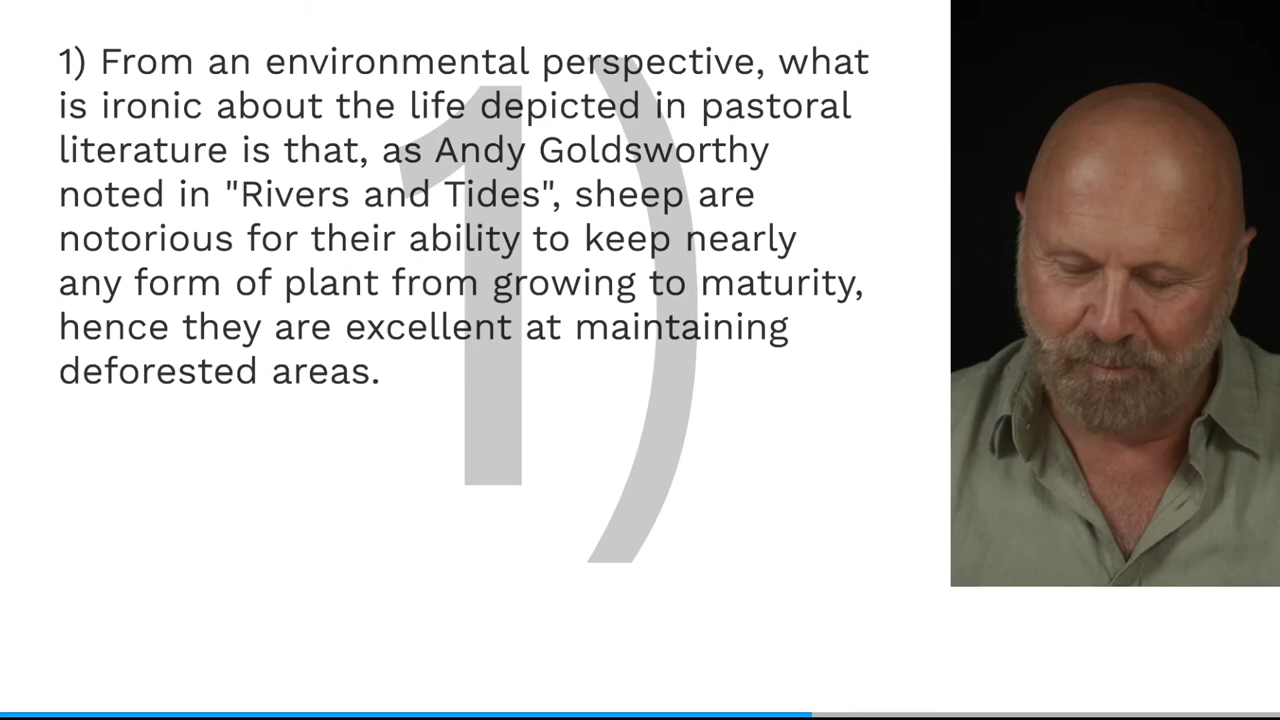 1) From an environmental perspective, what
is ironic about the life depicted in pastoral
literature is that, as Andy Goldsworthy
noted in "Rivers and Tides", sheep are
notorious for their ability to keep nearly
any form of plant from growing to maturity,
hence they are excellent at maintaining
deforested areas.
1)